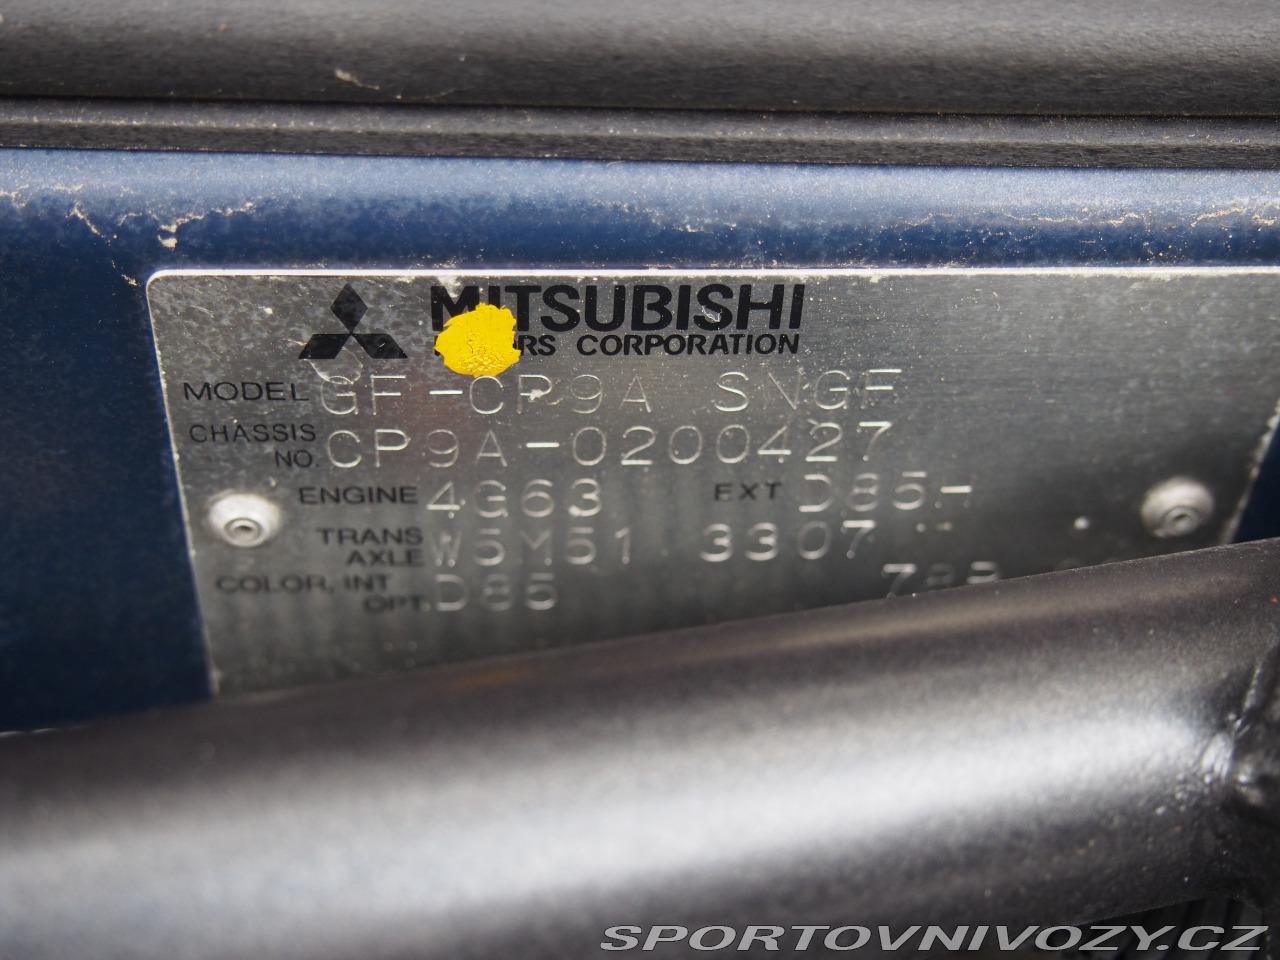 MITSUBISHI
MOTORS CORPORATION
MODEL GF-CP9A SNGF
CHASSIS NO. CP9A-0200427
ENGINE 4G63 EXT D85-
TRANS AXLE W5M51 3307
COLOR, INT OPT. D85
SPORTOVNIVOZY.CZ